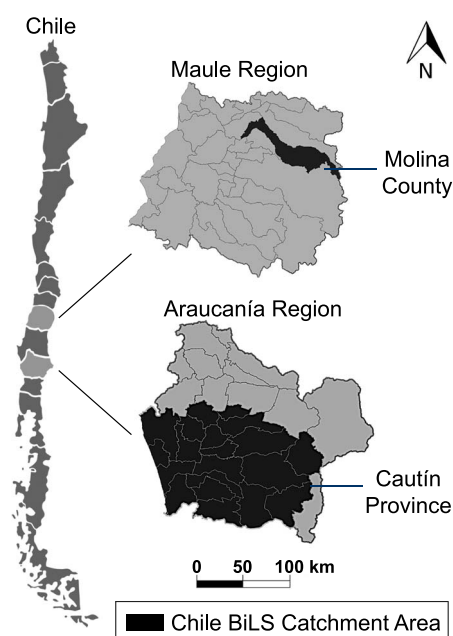 Chile
Maule Region
N
Molina
County
Araucanía Region
Cautín
Province
0 50 100 km
Chile BiLS Catchment Area